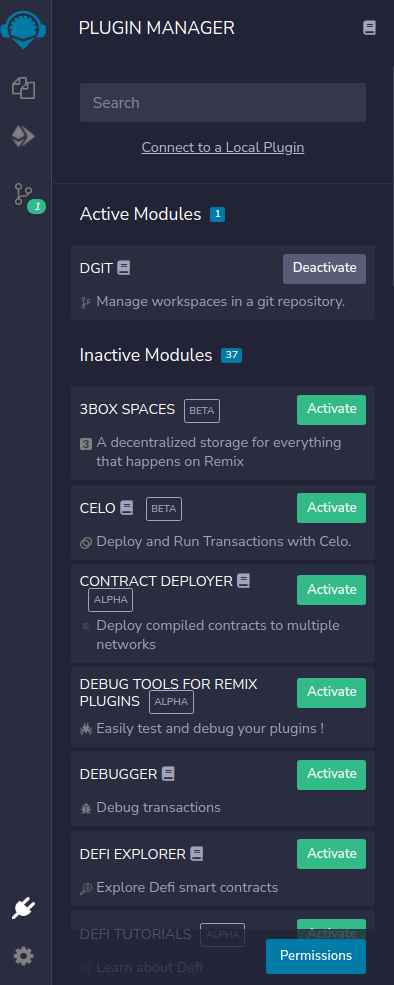 PLUGIN MANAGER
Search
Connect to a Local Plugin
1
Active Modules 1
DGIT Deactivate
Manage workspaces in a git repository.
Inactive Modules 37
3BOX SPACES BETA Activate
3 A decentralized storage for everything
that happens on Remix
CELO BETA Activate
Deploy and Run Transactions with Celo.
CONTRACT DEPLOYER Activate
ALPHA
Deploy compiled contracts to multiple
networks
DEBUG TOOLS FOR REMIX Activate
PLUGINS ALPHA
Easily test and debug your plugins !
DEBUGGER Activate
Debug transactions
DEFI EXPLORER Activate
Explore Defi smart contracts
DEFI TUTORIALS ALPHA Activate
Learn about Defi
Permissions